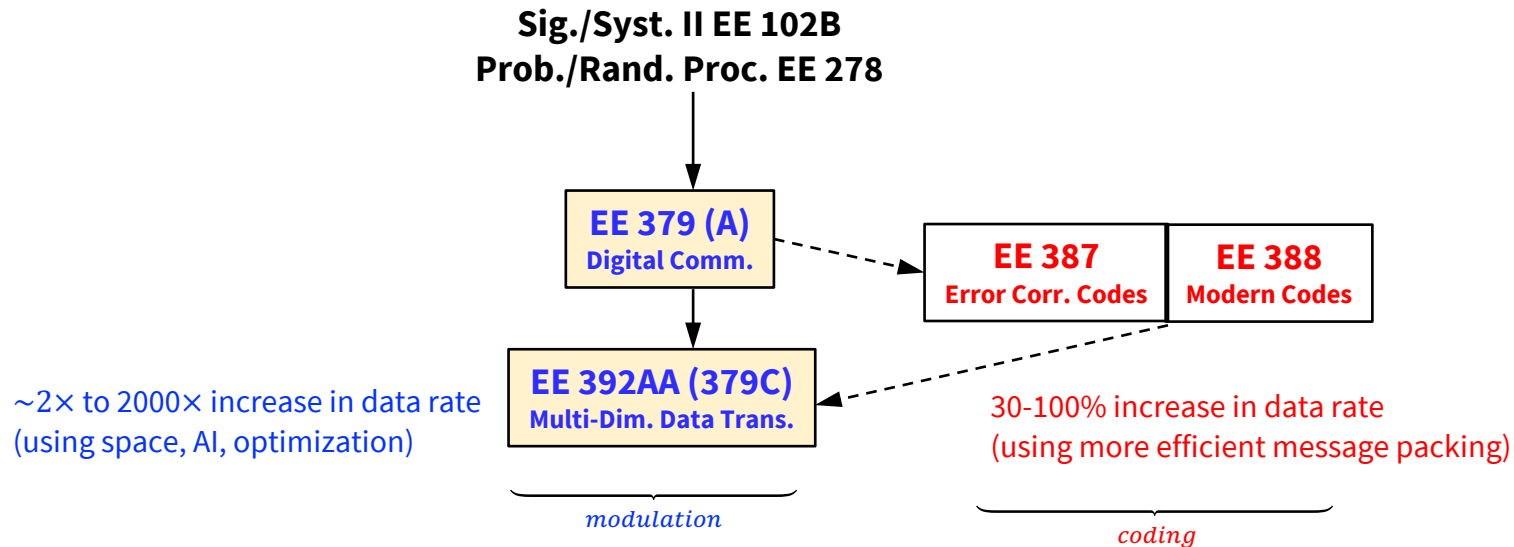 Sig./Syst. II EE 102B
Prob./Rand. Proc. EE 278
EE 379 (A)
Digital Comm.
EE 387
Error Corr. Codes
EE 388
Modern Codes
EE 392AA (379C)
Multi-Dim. Data Trans.
~2× to 2000× increase in data rate
(using space, AI, optimization)
30-100% increase in data rate
(using more efficient message packing)
modulation
coding